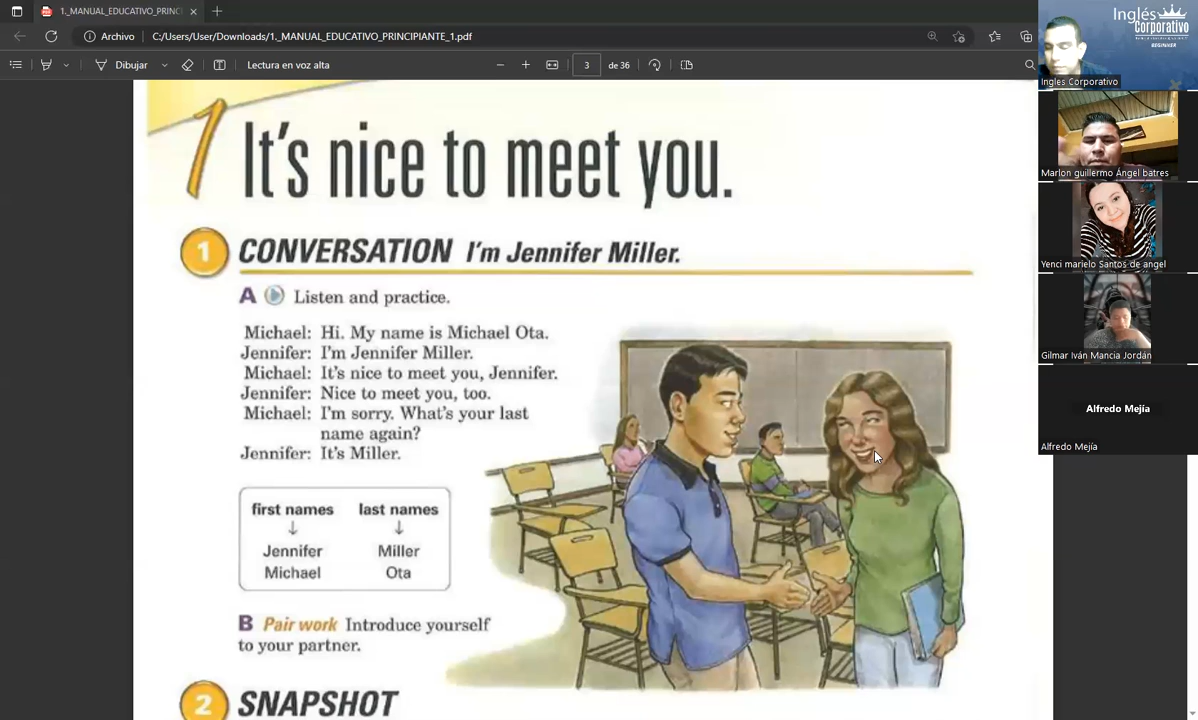 1._MANUAL_EDUCATIVO_PRINC
Archivo
C:/Users/User/Downloads/1._MANUAL_EDUCATIVO_PRINCIPIANTE_1.pdf
Dibujar
Lectura en voz alta
3
de 36
1 It's nice to meet you.
1 CONVERSATION I'm Jennifer Miller.
A Listen and practice.
Michael: Hi. My name is Michael Ota.
Jennifer: I'm Jennifer Miller.
Michael: It's nice to meet you, Jennifer.
Jennifer: Nice to meet you, too.
Michael: I'm sorry. What's your last
name again?
Jennifer: It's Miller.
first names last names
Jennifer Miller
Michael Ota
B Pair work Introduce yourself
to your partner.
2 SNAPSHOT
Inglés
Corporativo
BEGINNER
Ingles Corporativo
Marlon guillermo Ángel batres
Yenci marielo Santos de angel
Gilmar Iván Mancia Jordán
Alfredo Mejía
Alfredo Mejía